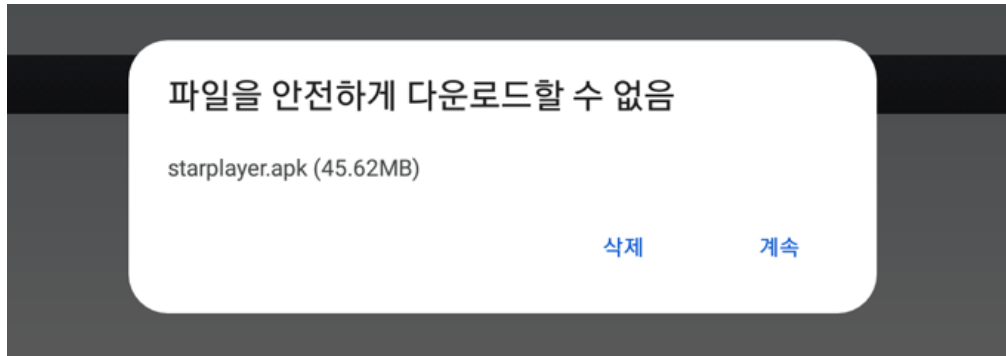 파일을 안전하게 다운로드할 수 없음
starplayer.apk (45.62MB)
삭제 계속